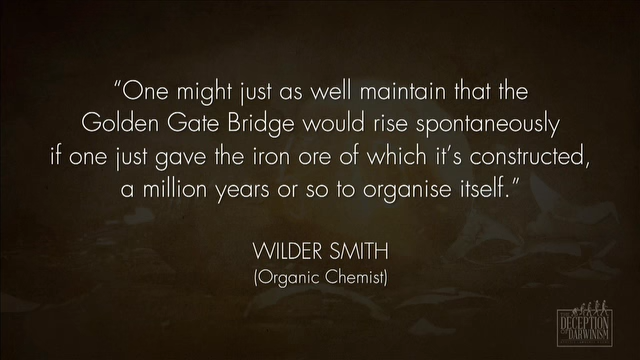 “One might just as well maintain that the
Golden Gate Bridge would rise spontaneously
if one just gave the iron ore of which it’s constructed,
a million years or so to organise itself.”
WILDER SMITH
(Organic Chemist)
DECEPTION
DARWINISM